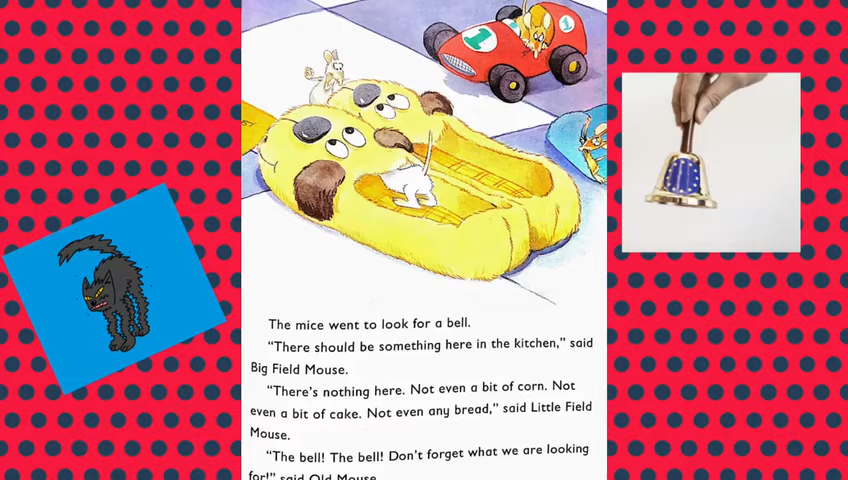 1
1
The mice went to look for a bell.
"There should be something here in the kitchen," said
Big Field Mouse.
"There's nothing here. Not even a bit of corn. Not
even a bit of cake. Not even any bread," said Little Field
Mouse.
"The bell! The bell! Don't forget what we are looking
for!" said Old Mouse.